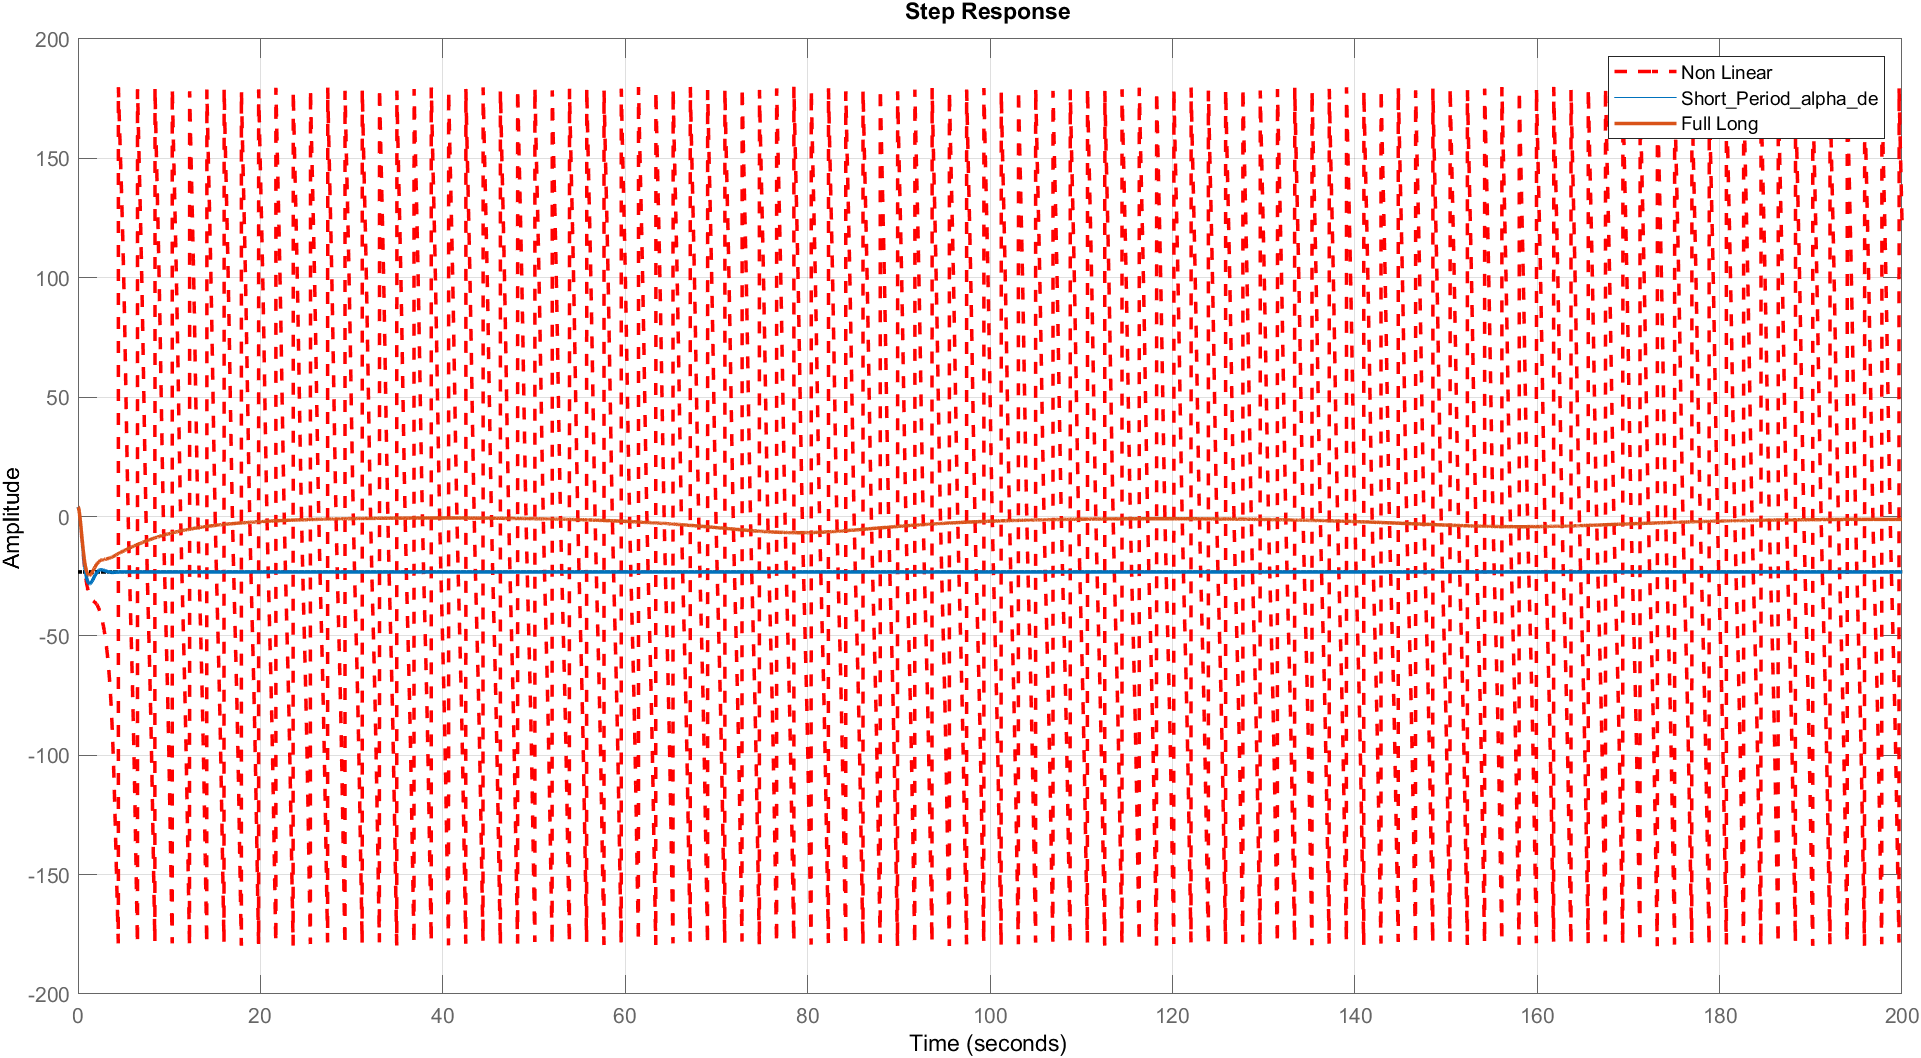 Step Response
200
150
100
50
0
-50
-100
-150
-200
Amplitude
Non Linear
Short_Period_alpha_de
Full Long
0 20 40 60 80 100 120 140 160 180 200
Time (seconds)